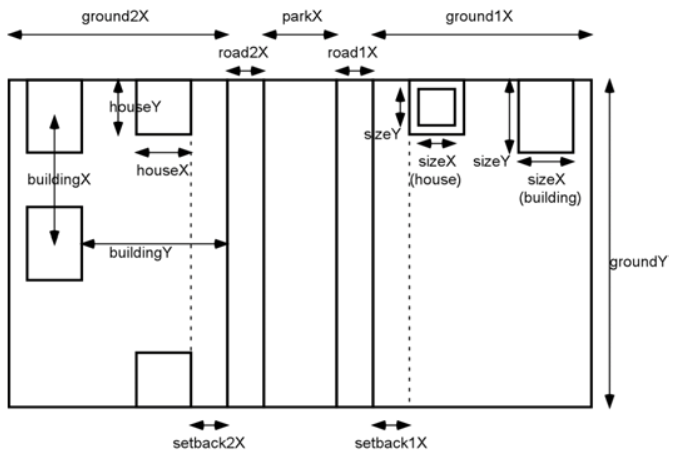 ground2X
parkX
ground1X
road2X
road1X
houseY
sizeY
houseX
sizeX
(house)
sizeY
sizeX
(building)
buildingX
buildingY
groundY
setback2X
setback1X